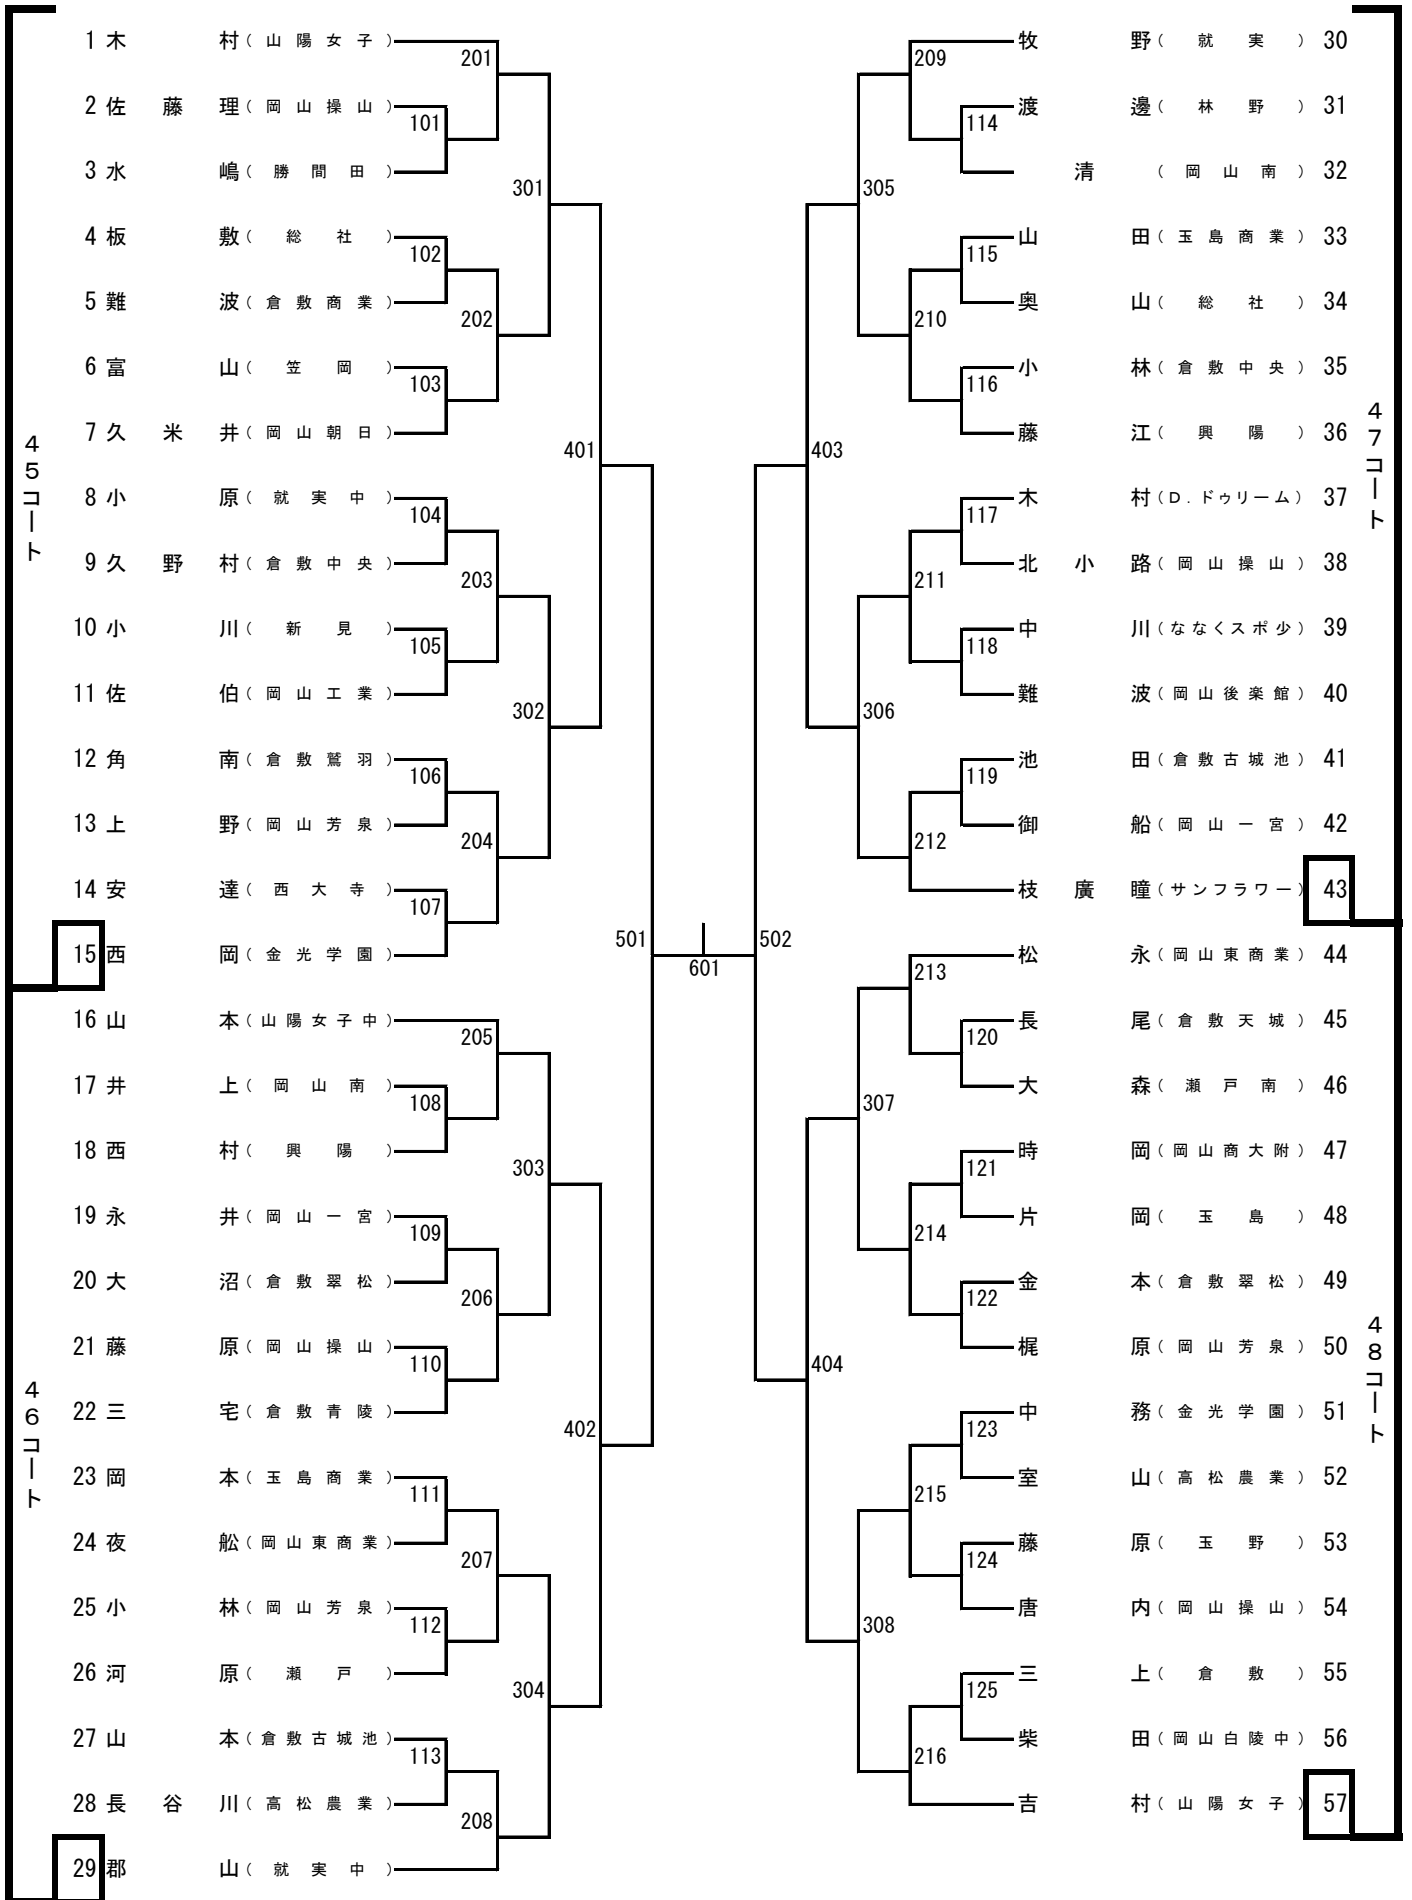 45コート
1 木村(山陽女子)
201
2 佐藤理(岡山操山)
101
3 水嶋(勝間田)
301
4 板敷(総社)
102
5 難波(倉敷商業)
202
6 富山(笠岡)
103
7 久米井(岡山朝日)
401
8 小原(就実中)
104
9 久野村(倉敷中央)
203
10 小川(新見)
105
11 佐伯(岡山工業)
302
12 角南(倉敷鷲羽)
106
13 上野(岡山芳泉)
204
14 安達(西大寺)
107
15 西岡(金光学園)
501
601
46コート
16 山本(山陽女子中)
205
17 井上(岡山南)
108
18 西村(興陽)
303
19 永井(岡山一宮)
109
20 大沼(倉敷翠松)
206
21 藤原(岡山操山)
110
22 三宅(倉敷青陵)
402
23 岡本(玉島商業)
111
24 夜舩(岡山東商業)
207
25 小林(岡山芳泉)
112
26 河原(瀬戸)
304
27 山本(倉敷古城池)
113
28 長谷川(高松農業)
208
29 郡山(就実中)
47コート
牧野(就実) 30
209
渡邊(林野) 31
114
清(岡山南) 32
305
山田(玉島商業) 33
115
奥山(総社) 34
210
小林(倉敷中央) 35
116
藤江(興陽) 36
403
木村(D.ドゥリーム) 37
117
北小路(岡山操山) 38
211
中川(ななくスポ少) 39
118
難波(岡山後楽館) 40
306
池田(倉敷古城池) 41
119
御船(岡山一宮) 42
212
枝廣瞳(サンフラワー) 43
502
48コート
松永(岡山東商業) 44
213
長尾(倉敷天城) 45
120
大森(瀬戸南) 46
307
時岡(岡山商大附) 47
121
片岡(玉島) 48
214
金本(倉敷翠松) 49
122
梶原(岡山芳泉) 50
404
中務(金光学園) 51
123
室山(高松農業) 52
215
藤原(玉野) 53
124
唐内(岡山操山) 54
308
三上(倉敷) 55
125
柴田(岡山白陵中) 56
216
吉村(山陽女子) 57